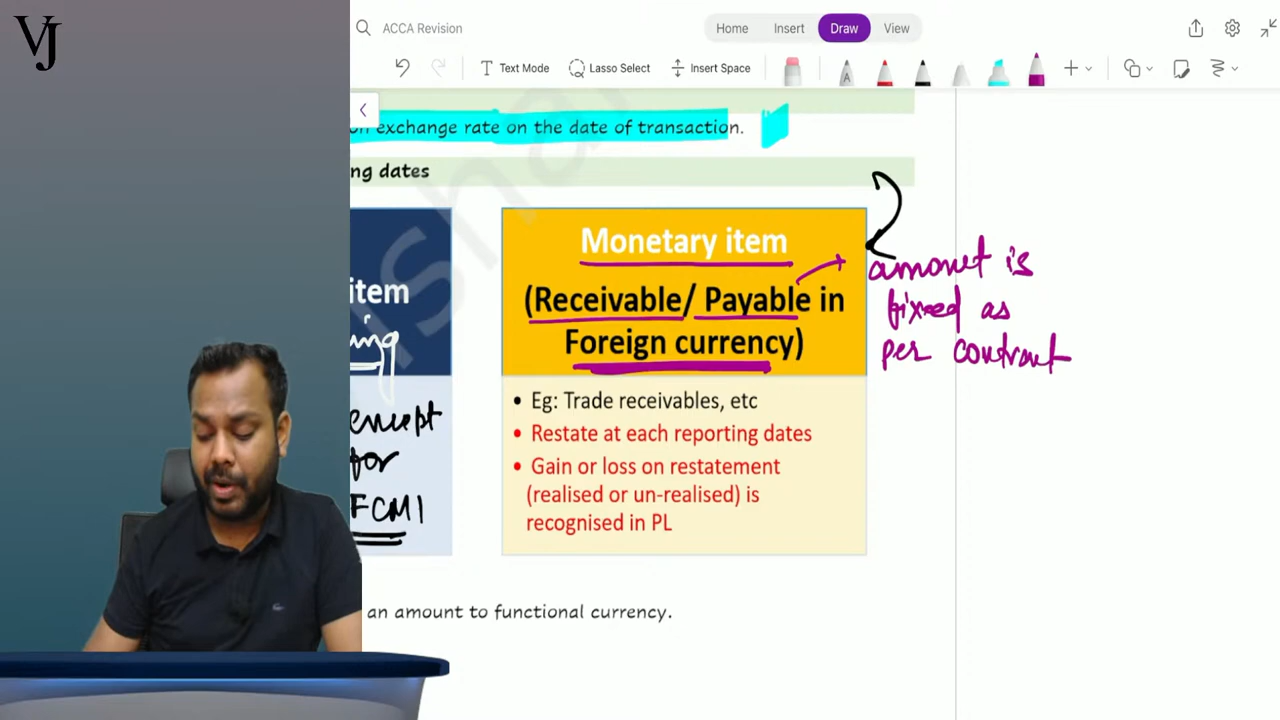 VJ
ACCA Revision
Home Insert Draw View
Text Mode Lasso Select Insert Space
on exchange rate on the date of transaction.
ng dates
item
ing
except
for
FCMI
Monetary item
(Receivable/ Payable in
Foreign currency)
amount is
fixed as
per contract
• Eg: Trade receivables, etc
• Restate at each reporting dates
• Gain or loss on restatement
(realised or un-realised) is
recognised in PL
an amount to functional currency.